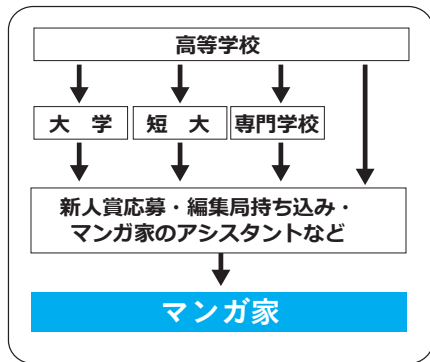 高等学校
大　学
短　大
専門学校
新人賞応募・編集局持ち込み・
マンガ家のアシスタントなど
マンガ家